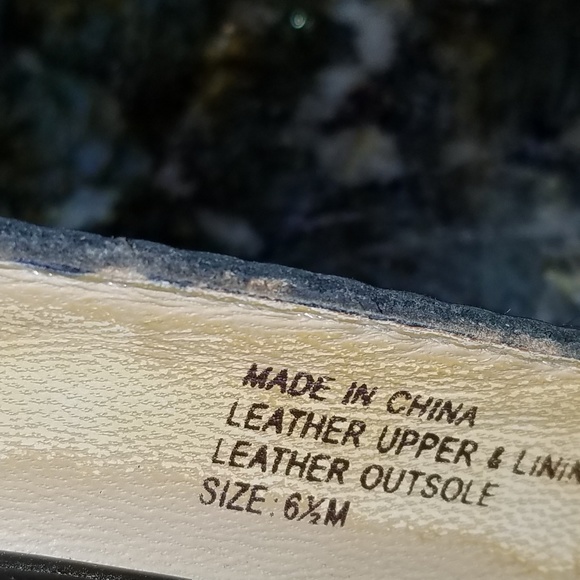 MADE IN CHINA
LEATHER UPPER & LININ
LEATHER OUTSOLE
SIZE: 6½M